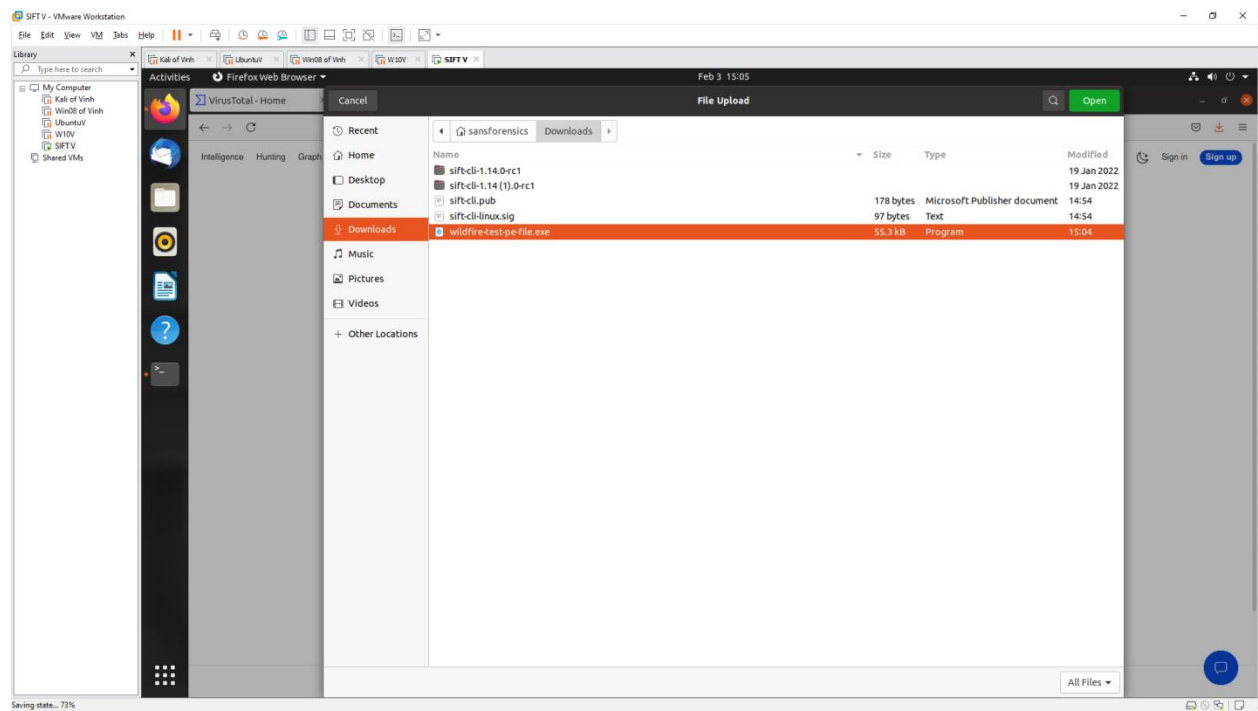 SIFT V - VMware Workstation
File Edit View VM Tabs Help
Library
Type here to search
My Computer
Kali of Vinh
Win08 of Vinh
UbuntuV
W10V
SIFT V
Shared VMs
Kali of Vinh UbuntuV Win08 of Vinh W10V SIFT V
Activities Firefox Web Browser Feb 3 15:05
VirusTotal - Home
Cancel File Upload Open
Intelligence Hunting Graph
Sign in Sign up
Recent
Home
Desktop
Documents
Downloads
Music
Pictures
Videos
+ Other Locations
sansforensics Downloads
Name Size Type Modified
sift-cli-1.14.0-rc1 19 Jan 2022
sift-cli-1.14 (1).0-rc1 19 Jan 2022
sift-cli.pub 178 bytes Microsoft Publisher document 14:54
sift-cli-linux.sig 97 bytes Text 14:54
wildfire-test-pe-file.exe 55.3 kB Program 15:04
All Files
Saving state... 73%